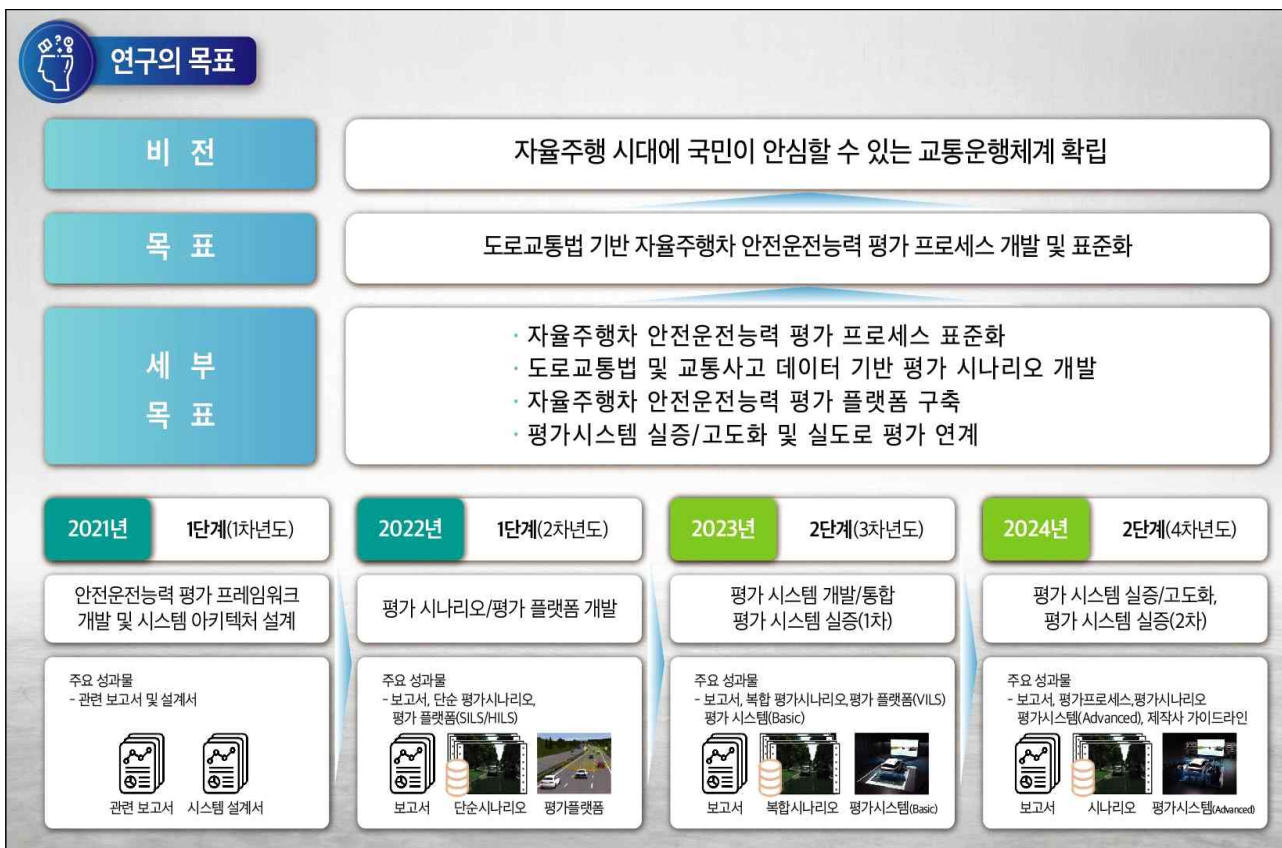 연구의 목표
비 전
자율주행 시대에 국민이 안심할 수 있는 교통운행체계 확립
목 표
도로교통법 기반 자율주행차 안전운전능력 평가 프로세스 개발 및 표준화
세 부
목 표
· 자율주행차 안전운전능력 평가 프로세스 표준화
· 도로교통법 및 교통사고 데이터 기반 평가 시나리오 개발
· 자율주행차 안전운전능력 평가 플랫폼 구축
· 평가시스템 실증/고도화 및 실도로 평가 연계
2021년 1단계(1차년도)
안전운전능력 평가 프레임워크
개발 및 시스템 아키텍처 설계
주요 성과물
- 관련 보고서 및 설계서
관련 보고서 시스템 설계서
2022년 1단계(2차년도)
평가 시나리오/평가 플랫폼 개발
주요 성과물
- 보고서, 단순 평가시나리오,
평가 플랫폼(SILS/HILS)
보고서 단순시나리오 평가플랫폼
2023년 2단계(3차년도)
평가 시스템 개발/통합
평가 시스템 실증(1차)
주요 성과물
- 보고서, 복합 평가시나리오,평가 플랫폼(VILS)
평가 시스템(Basic)
보고서 복합시나리오 평가시스템(Basic)
2024년 2단계(4차년도)
평가 시스템 실증/고도화,
평가 시스템 실증(2차)
주요 성과물
- 보고서, 평가프로세스,평가시나리오
평가시스템(Advanced), 제작사 가이드라인
보고서 시나리오 평가시스템(Advanced)